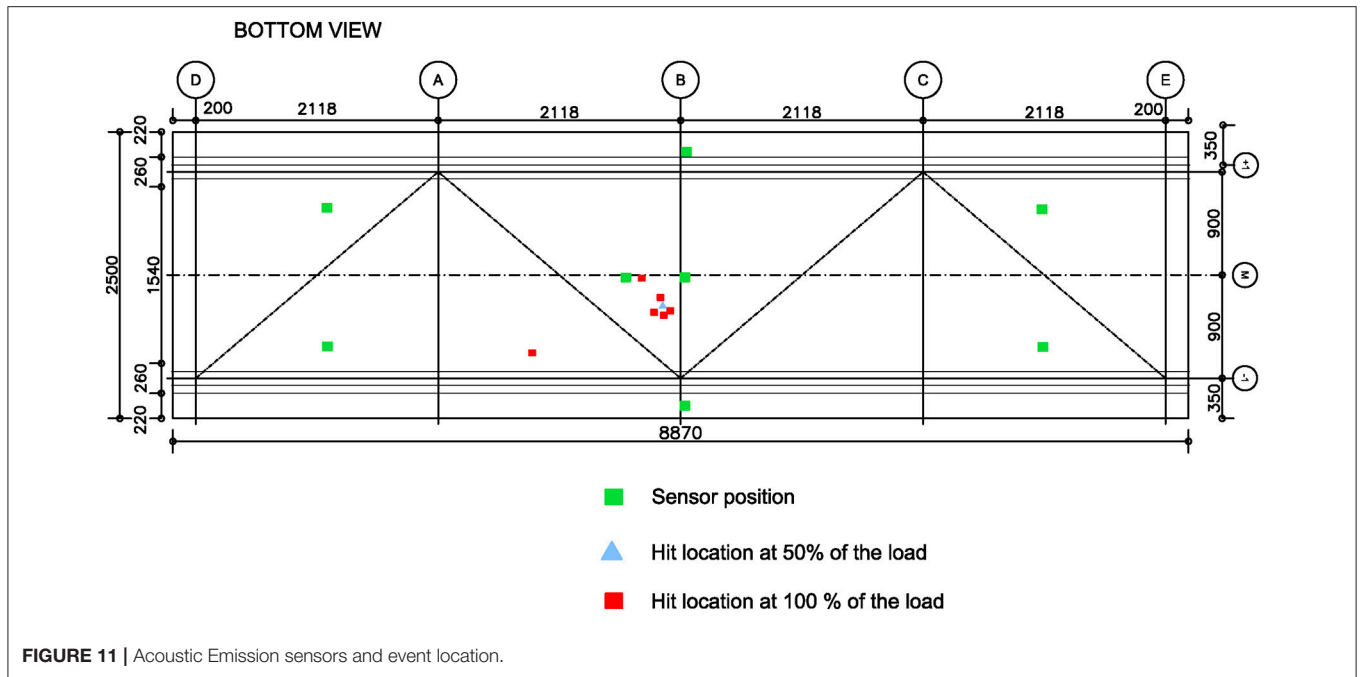 BOTTOM VIEW
D A B C E
200 2118 2118 2118 2118 200
220
260
1540
260
220
2500
350
900
900
350
+1
M
-1
8870
Sensor position
Hit location at 50% of the load
Hit location at 100 % of the load
FIGURE 11 | Acoustic Emission sensors and event location.